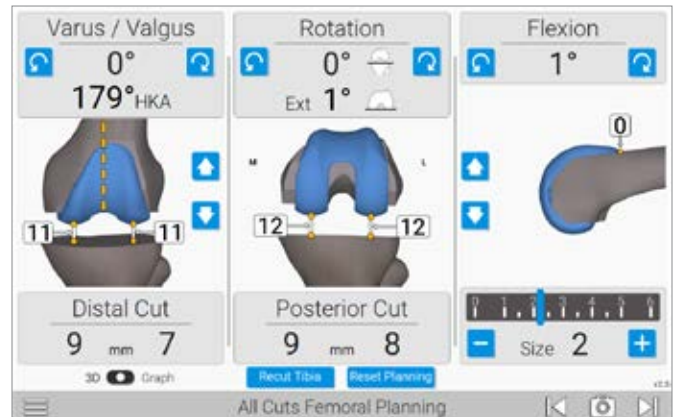 Varus / Valgus
0°
179°HKA
11 11
Distal Cut
9 mm 7
3D Graph
Rotation
0°
Ext 1°
M L
12 12
Posterior Cut
9 mm 8
Recut Tibia Reset Planning
Flexion
1°
0
0 1 2 3 4 5 6
Size 2
All Cuts Femoral Planning